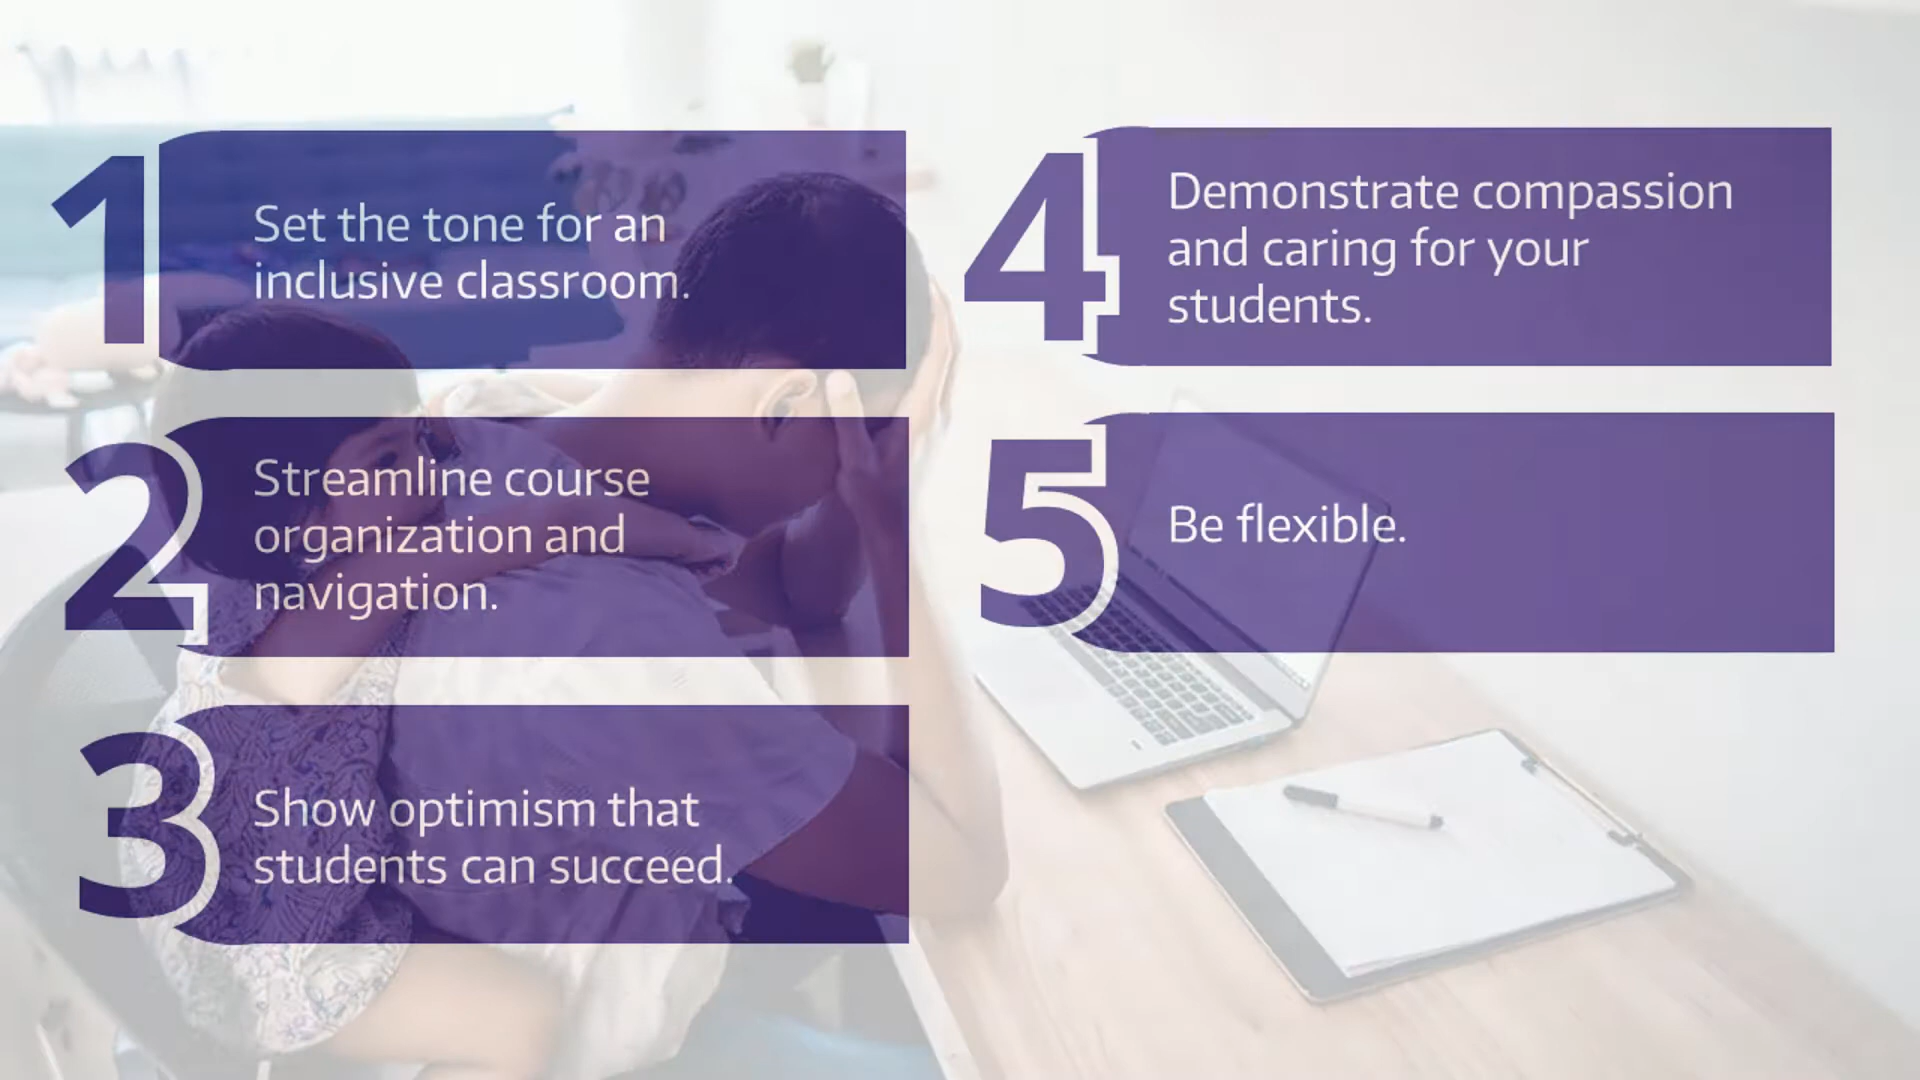 1
Set the tone for an
inclusive classroom.
2
Streamline course
organization and
navigation.
3
Show optimism that
students can succeed.
4
Demonstrate compassion
and caring for your
students.
5
Be flexible.